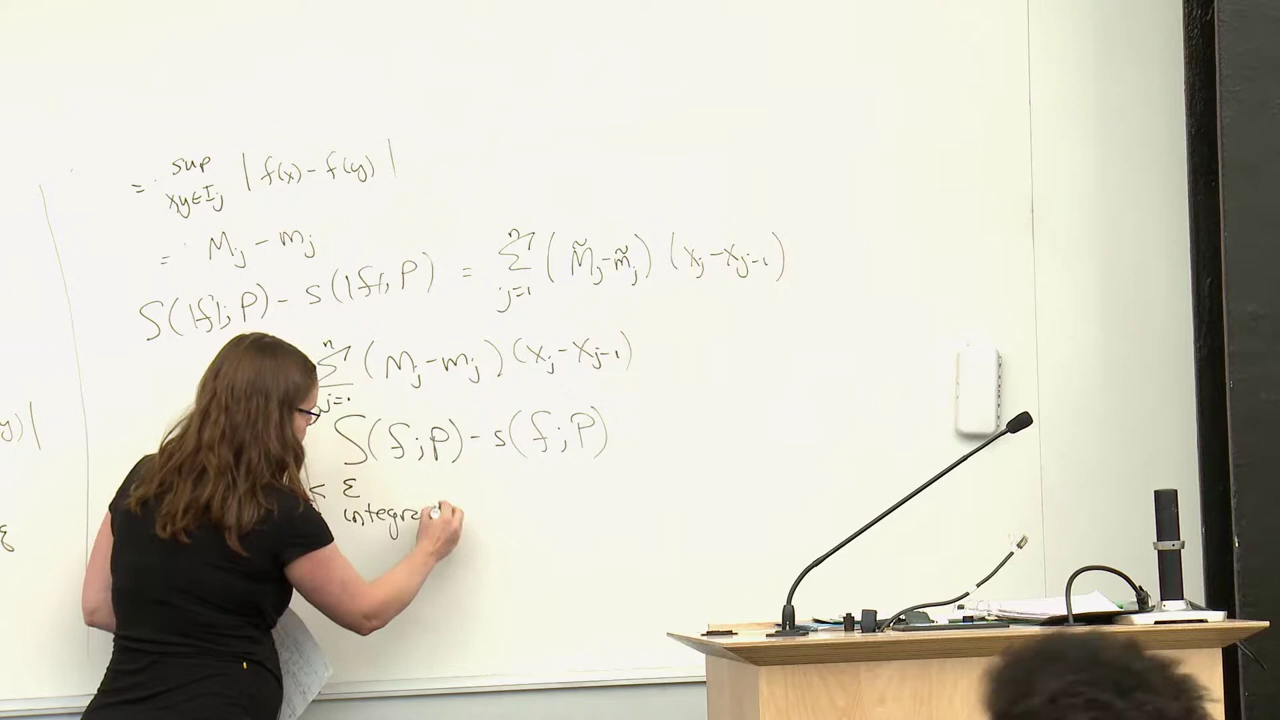 = sup |f(x) - f(y)|
x,y∈Ij
= Mj - mj
S(|f|;P) - s(|f|;P) = n∑j=1 (M̃j - m̃j) (xj - xj-1)
n∑j=1 (Mj - mj) (xj - xj-1)
S(f;P) - s(f;P)
y)|
< ε
integra
ε